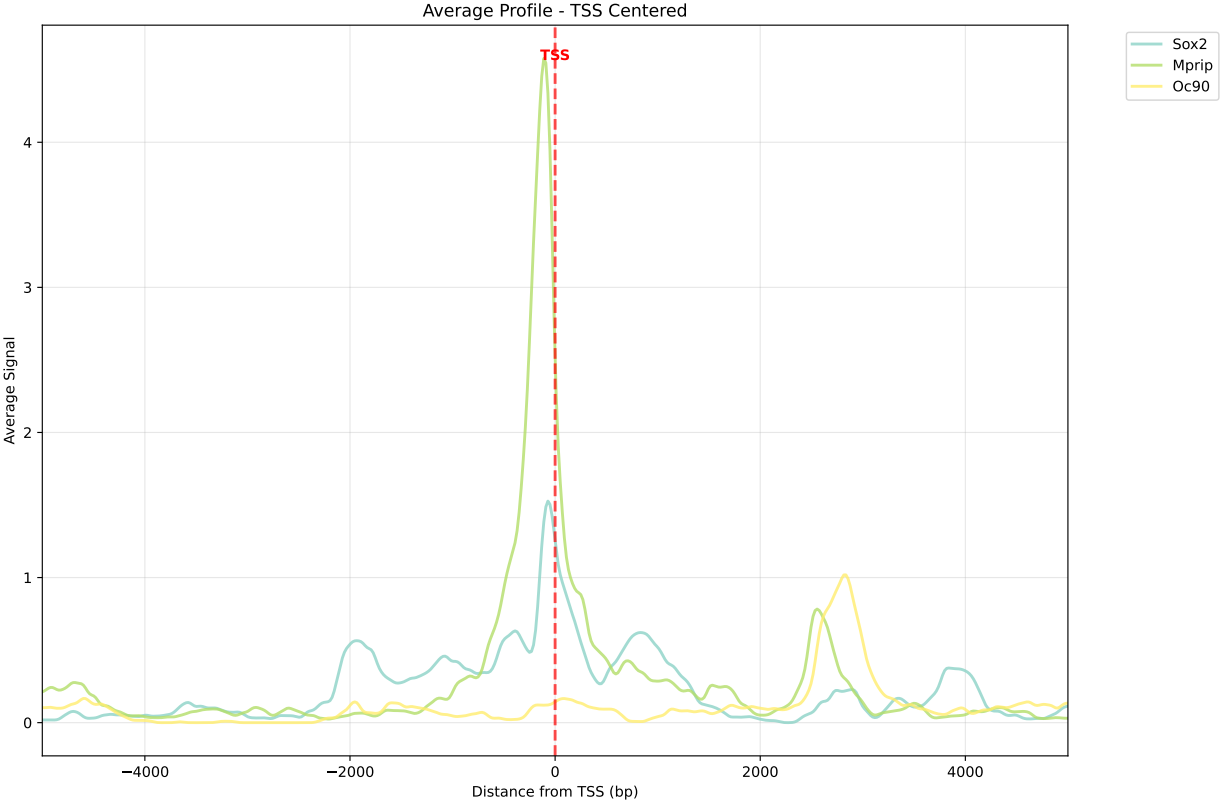 Average Profile - TSS Centered
TSS
Sox2
Mprip
Oc90
Average Signal
4
3
2
1
0
−4000
−2000
0
2000
4000
Distance from TSS (bp)